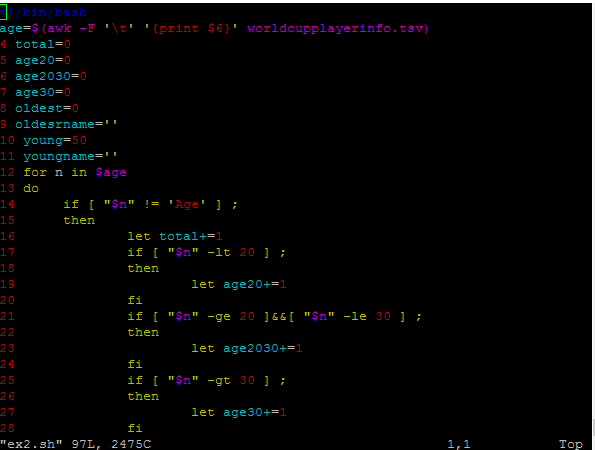 #!/bin/bash
age=$(awk -F '\t' '{print $6}' worldcupplayerinfo.tsv)
4 total=0
5 age20=0
6 age2030=0
7 age30=0
8 oldest=0
9 oldesrname=''
10 young=50
11 youngname=''
12 for n in $age
13 do
14 if [ "$n" != 'Age' ] ;
15 then
16 let total+=1
17 if [ "$n" -lt 20 ] ;
18 then
19 let age20+=1
20 fi
21 if [ "$n" -ge 20 ]&&[ "$n" -le 30 ] ;
22 then
23 let age2030+=1
24 fi
25 if [ "$n" -gt 30 ] ;
26 then
27 let age30+=1
28 fi
"ex2.sh" 97L, 2475C 1,1 Top